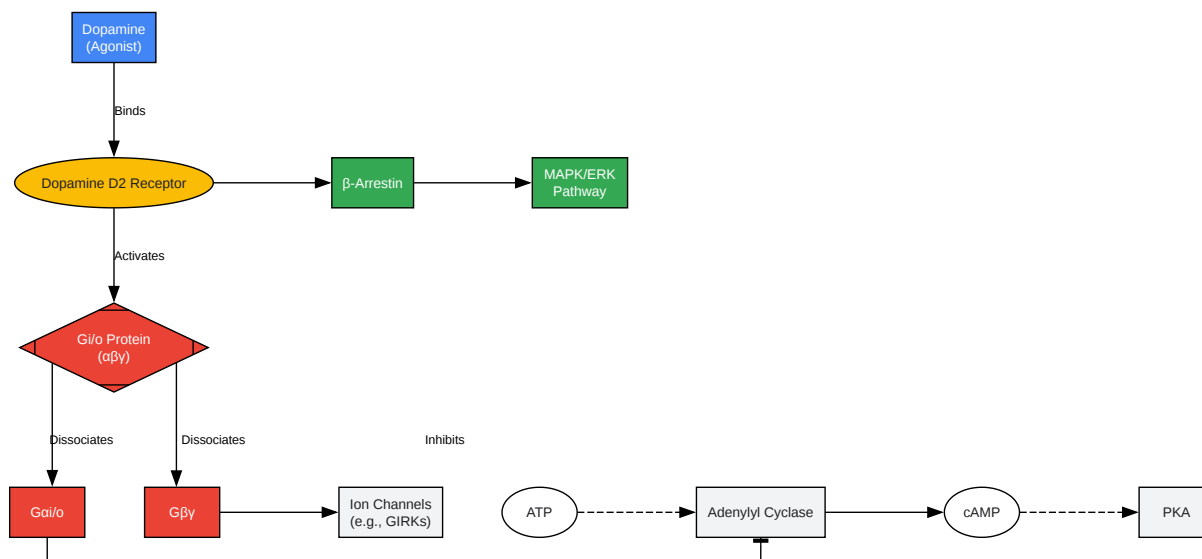 Dopamine
(Agonist)
Binds
Dopamine D2 Receptor
β-Arrestin
MAPK/ERK
Pathway
Activates
Gi/o Protein
(αβγ)
Dissociates
Dissociates
Inhibits
Gαi/o
Gβγ
Ion Channels
(e.g., GIRKs)
ATP
Adenylyl Cyclase
cAMP
PKA